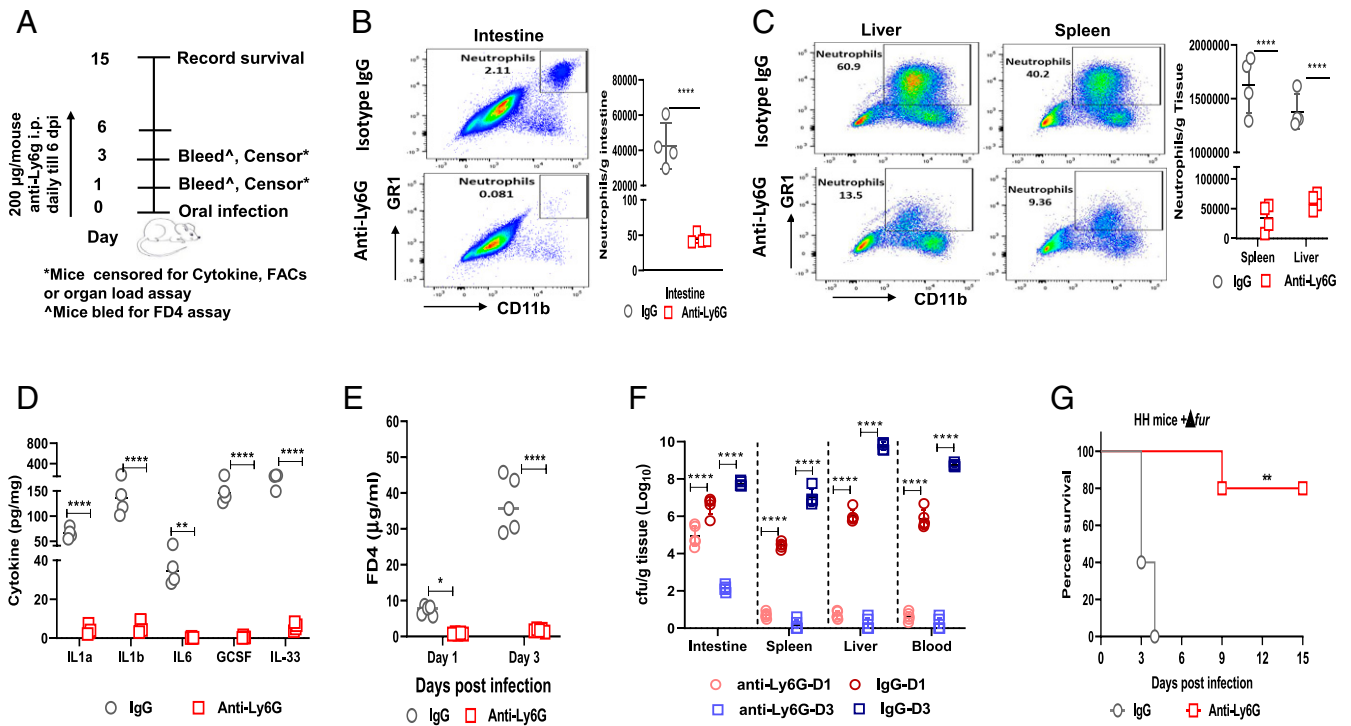 A
15
Record survival
6
3
Bleed^, Censor*
1
Bleed^, Censor*
0
Oral infection
Day
200 µg/mouse
anti-Ly6g i.p.
daily till 6 dpi
*Mice censored for Cytokine, FACs
or organ load assay
^Mice bled for FD4 assay
B
Intestine
Isotype IgG
Neutrophils
2.11
Anti-Ly6G
Neutrophils
0.081
GR1
CD11b
Neutrophils/g intestine
80000
60000
40000
20000
100
50
0
****
Intestine
IgG
Anti-Ly6G
C
Liver
Spleen
Isotype IgG
Neutrophils
60.9
Neutrophils
40.2
Anti-Ly6G
Neutrophils
13.5
Neutrophils
9.36
GR1
CD11b
Neutrophils/g Tissue
2000000
1500000
1000000
100000
50000
0
****
****
Spleen
Liver
IgG
Anti-Ly6G
D
Cytokine (pg/mg)
800
400
150
100
50
40
20
0
****
****
**
****
****
IL1a
IL1b
IL6
GCSF
IL-33
IgG
Anti-Ly6G
E
FD4 (µg/ml)
60
50
40
30
20
10
0
*
****
Day 1
Day 3
Days post infection
IgG
Anti-Ly6G
F
cfu/g tissue (Log10)
10
8
6
4
2
0
****
****
****
****
****
****
****
****
Intestine
Spleen
Liver
Blood
anti-Ly6G-D1
IgG-D1
anti-Ly6G-D3
IgG-D3
G
HH mice +▲fur
Percent survival
100
80
60
40
20
0
**
0
3
6
9
12
15
Days post infection
IgG
Anti-Ly6G